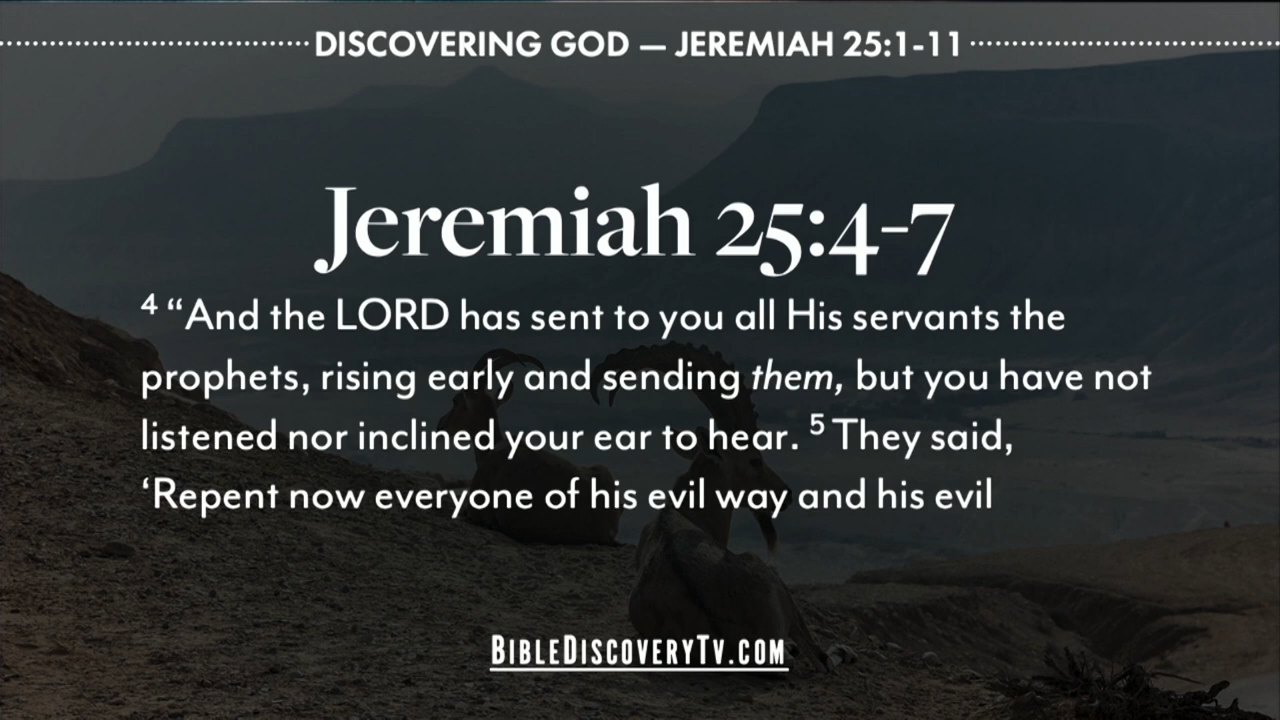 DISCOVERING GOD — JEREMIAH 25:1-11
Jeremiah 25:4-7
4 “And the LORD has sent to you all His servants the
prophets, rising early and sending them, but you have not
listened nor inclined your ear to hear. 5 They said,
‘Repent now everyone of his evil way and his evil
BIBLEDISCOVERYTV.COM